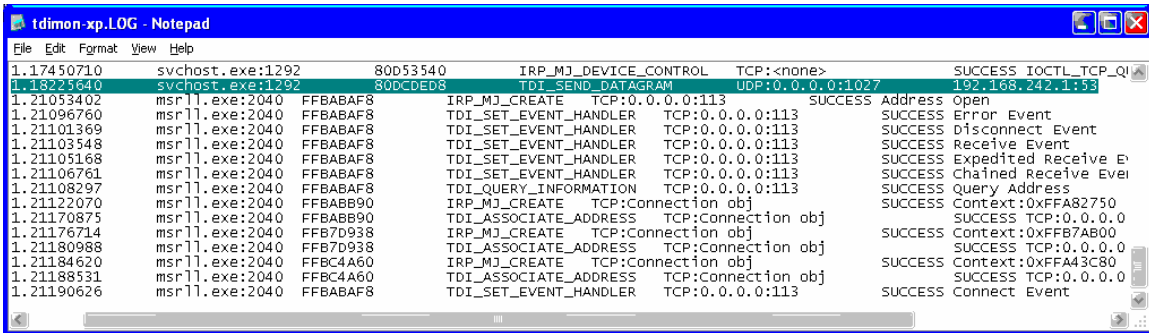 tdimon-xp.LOG - Notepad
File Edit Format View Help
1.17450710 svchost.exe:1292 80D53540 IRP_MJ_DEVICE_CONTROL TCP:<none> SUCCESS IOCTL_TCP_QU
1.18225640 svchost.exe:1292 80DCDED8 TDI_SEND_DATAGRAM UDP:0.0.0.0:1027 192.168.242.1:53
1.21053402 msrll.exe:2040 FFBABAF8 IRP_MJ_CREATE TCP:0.0.0.0:113 SUCCESS Address Open
1.21096760 msrll.exe:2040 FFBABAF8 TDI_SET_EVENT_HANDLER TCP:0.0.0.0:113 SUCCESS Error Event
1.21101369 msrll.exe:2040 FFBABAF8 TDI_SET_EVENT_HANDLER TCP:0.0.0.0:113 SUCCESS Disconnect Event
1.21103548 msrll.exe:2040 FFBABAF8 TDI_SET_EVENT_HANDLER TCP:0.0.0.0:113 SUCCESS Receive Event
1.21105168 msrll.exe:2040 FFBABAF8 TDI_SET_EVENT_HANDLER TCP:0.0.0.0:113 SUCCESS Expedited Receive Ev
1.21106761 msrll.exe:2040 FFBABAF8 TDI_SET_EVENT_HANDLER TCP:0.0.0.0:113 SUCCESS Chained Receive Even
1.21108297 msrll.exe:2040 FFBABAF8 TDI_QUERY_INFORMATION TCP:0.0.0.0:113 SUCCESS Query Address
1.21122070 msrll.exe:2040 FFBABB90 IRP_MJ_CREATE TCP:Connection obj SUCCESS Context:0xFFA82750
1.21170875 msrll.exe:2040 FFBABB90 TDI_ASSOCIATE_ADDRESS TCP:Connection obj SUCCESS TCP:0.0.0.0
1.21176714 msrll.exe:2040 FFB7D938 IRP_MJ_CREATE TCP:Connection obj SUCCESS Context:0xFFB7AB00
1.21180988 msrll.exe:2040 FFB7D938 TDI_ASSOCIATE_ADDRESS TCP:Connection obj SUCCESS TCP:0.0.0.0
1.21184620 msrll.exe:2040 FFBC4A60 IRP_MJ_CREATE TCP:Connection obj SUCCESS Context:0xFFA43C80
1.21188531 msrll.exe:2040 FFBC4A60 TDI_ASSOCIATE_ADDRESS TCP:Connection obj SUCCESS TCP:0.0.0.0
1.21190626 msrll.exe:2040 FFBABAF8 TDI_SET_EVENT_HANDLER TCP:0.0.0.0:113 SUCCESS Connect Event